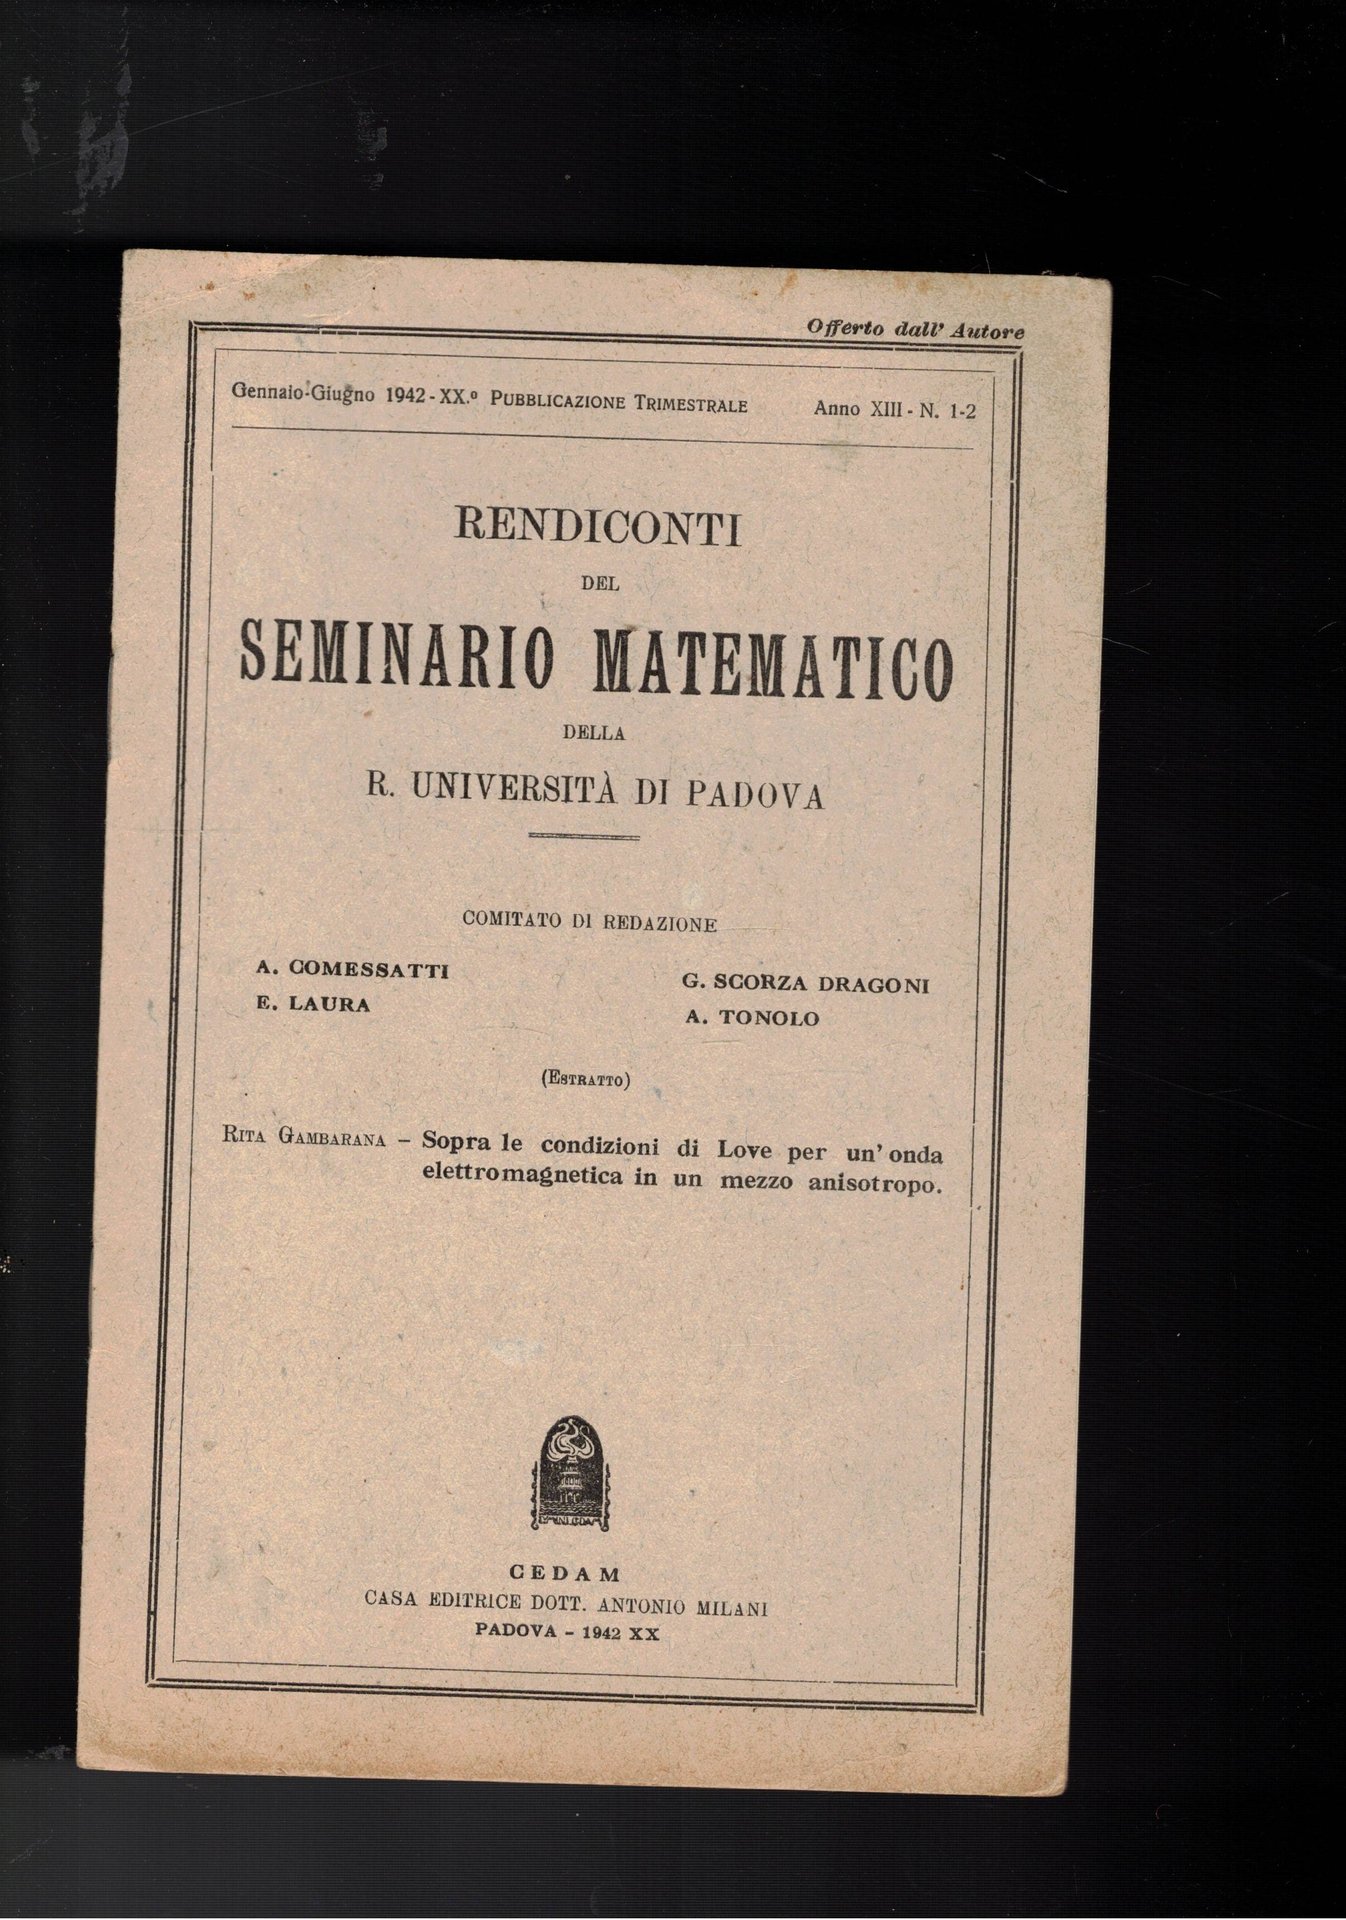 Offerto dall' Autore
Gennaio-Giugno 1942 - XX.º PUBBLICAZIONE TRIMESTRALE Anno XIII - N. 1-2
RENDICONTI
DEL
SEMINARIO MATEMATICO
DELLA
R. UNIVERSITÀ DI PADOVA
COMITATO DI REDAZIONE
A. COMESSATTI G. SCORZA DRAGONI
E. LAURA A. TONOLO
(ESTRATTO)
RITA GAMBARANA – Sopra le condizioni di Love per un' onda
elettromagnetica in un mezzo anisotropo.
CEDAM
CASA EDITRICE DOTT. ANTONIO MILANI
PADOVA – 1942 XX